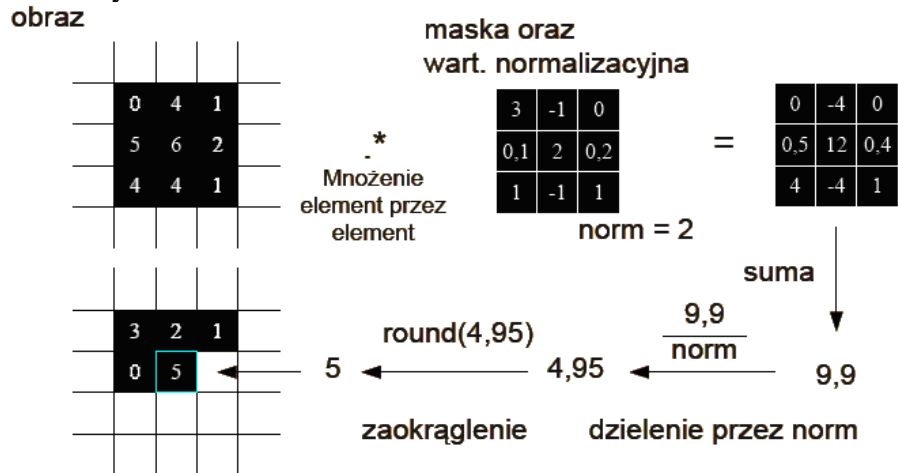 obraz
maska oraz
wart. normalizacyjna
0 4 1
5 6 2
4 4 1
.*
Mnożenie
element przez
element
3 -1 0
0,1 2 0,2
1 -1 1
norm = 2
=
0 -4 0
0,5 12 0,4
4 -4 1
suma
9,9
dzielenie przez norm
9,9
norm
4,95
round(4,95)
zaokrąglenie
5
3 2 1
0 5